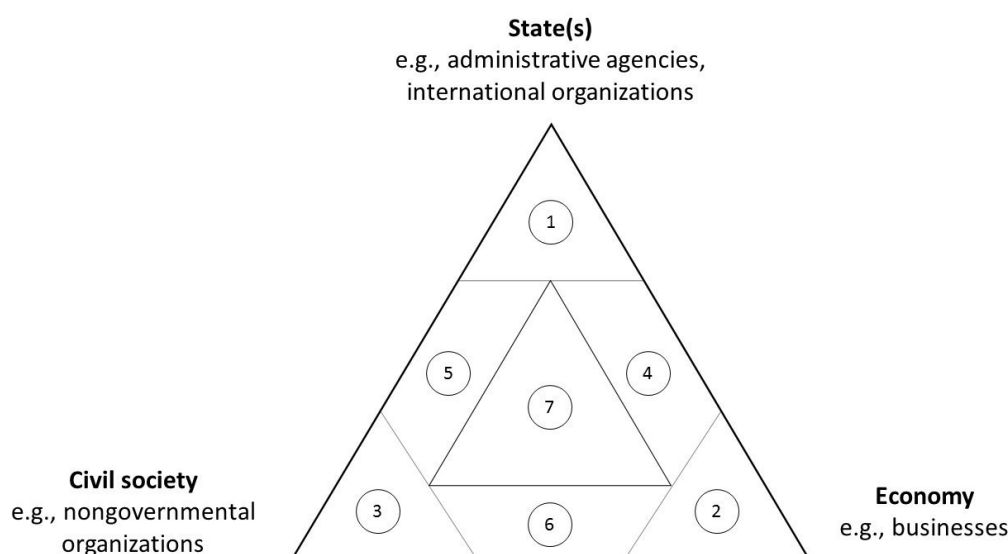 State(s)
e.g., administrative agencies,
international organizations
1
5
4
7
Civil society
e.g., nongovernmental
organizations
3
6
2
Economy
e.g., businesses